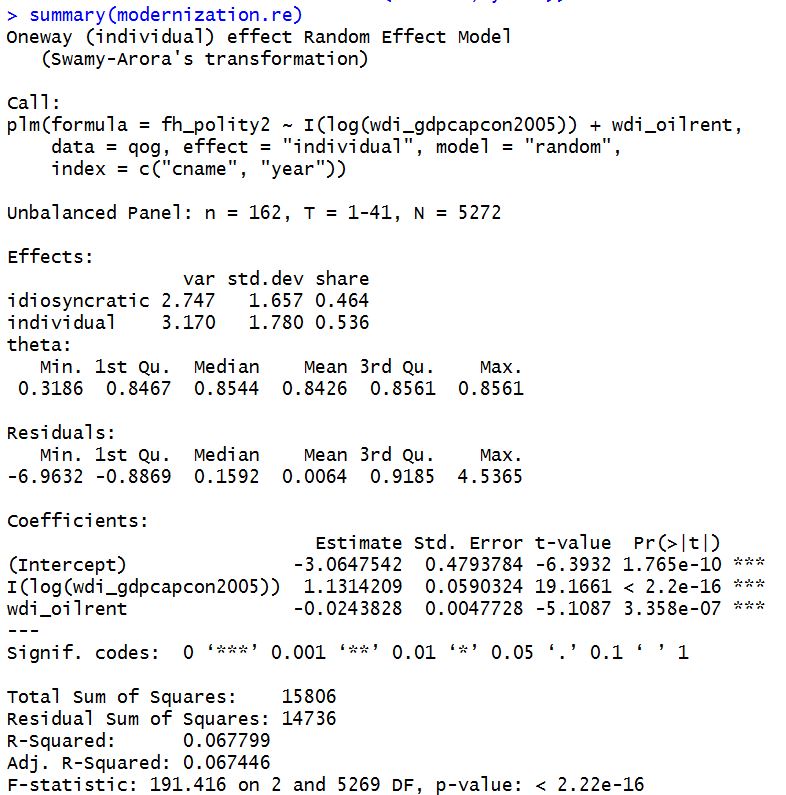 > summary(modernization.re)
Oneway (individual) effect Random Effect Model
   (Swamy-Arora's transformation)

Call:
plm(formula = fh_polity2 ~ I(log(wdi_gdpcapcon2005)) + wdi_oilrent,
    data = qog, effect = "individual", model = "random",
    index = c("cname", "year"))

Unbalanced Panel: n = 162, T = 1-41, N = 5272

Effects:
                var std.dev share
idiosyncratic 2.747   1.657 0.464
individual    3.170   1.780 0.536
theta:
   Min. 1st Qu.  Median    Mean 3rd Qu.    Max.
 0.3186  0.8467  0.8544  0.8426  0.8561  0.8561

Residuals:
   Min. 1st Qu.  Median    Mean 3rd Qu.    Max.
-6.9632 -0.8869  0.1592  0.0064  0.9185  4.5365

Coefficients:
                            Estimate Std. Error t-value  Pr(>|t|)
(Intercept)               -3.0647542  0.4793784 -6.3932 1.765e-10 ***
I(log(wdi_gdpcapcon2005))  1.1314209  0.0590324 19.1661 < 2.2e-16 ***
wdi_oilrent               -0.0243828  0.0047728 -5.1087 3.358e-07 ***
---
Signif. codes:  0 ‘***’ 0.001 ‘**’ 0.01 ‘*’ 0.05 ‘.’ 0.1 ‘ ’ 1

Total Sum of Squares:    15806
Residual Sum of Squares: 14736
R-Squared:      0.067799
Adj. R-Squared: 0.067446
F-statistic: 191.416 on 2 and 5269 DF, p-value: < 2.22e-16